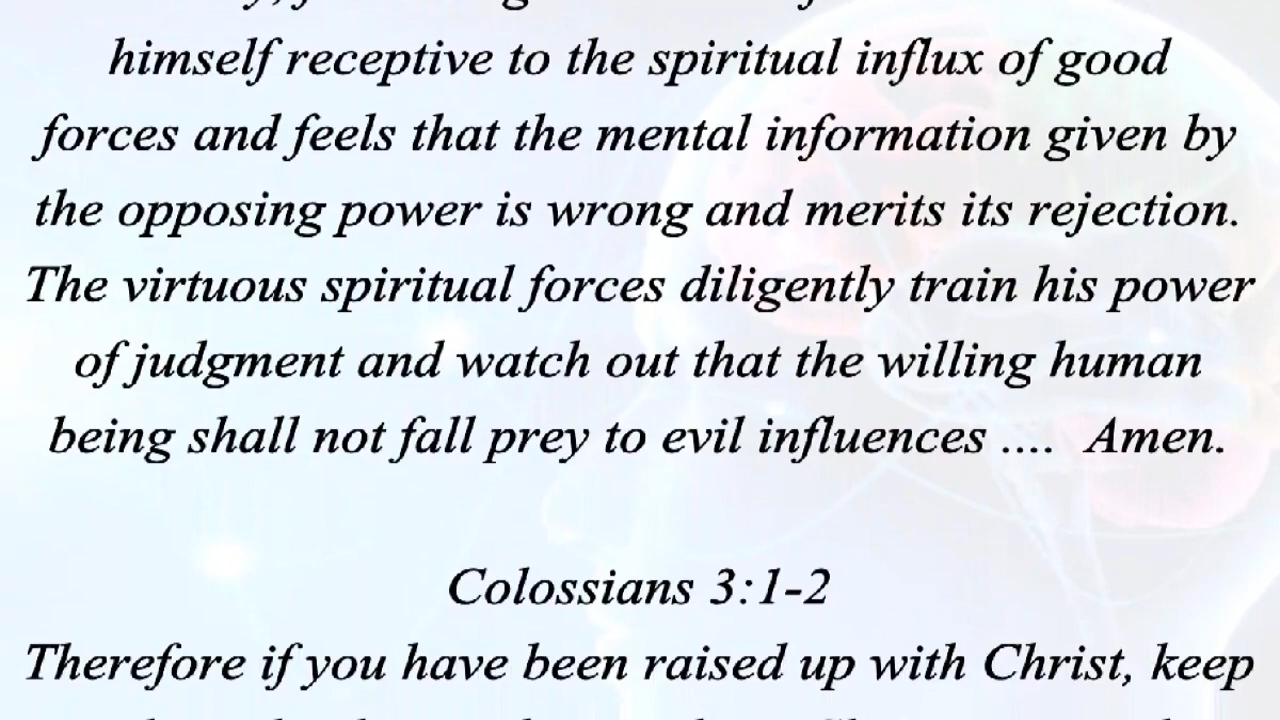 himself receptive to the spiritual influx of good
forces and feels that the mental information given by
the opposing power is wrong and merits its rejection.
The virtuous spiritual forces diligently train his power
of judgment and watch out that the willing human
being shall not fall prey to evil influences .... Amen.
Colossians 3:1-2
Therefore if you have been raised up with Christ, keep